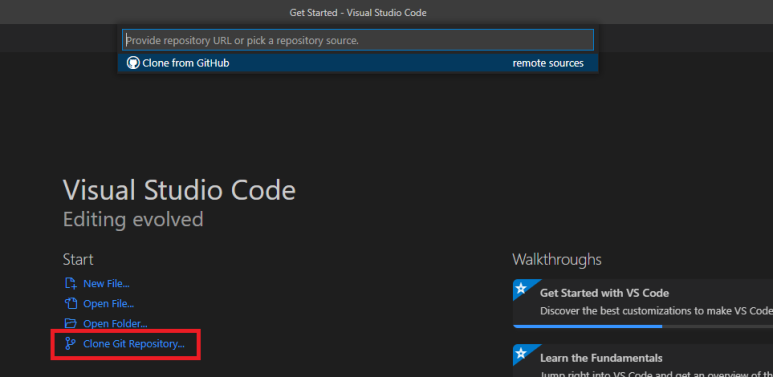 Get Started - Visual Studio Code
Provide repository URL or pick a repository source.
Clone from GitHub remote sources
Visual Studio Code
Editing evolved
Start
New File...
Open File...
Open Folder...
Clone Git Repository...
Walkthroughs
Get Started with VS Code
Discover the best customizations to make VS Code
Learn the Fundamentals
Jump right into VS Code and get an overview of th